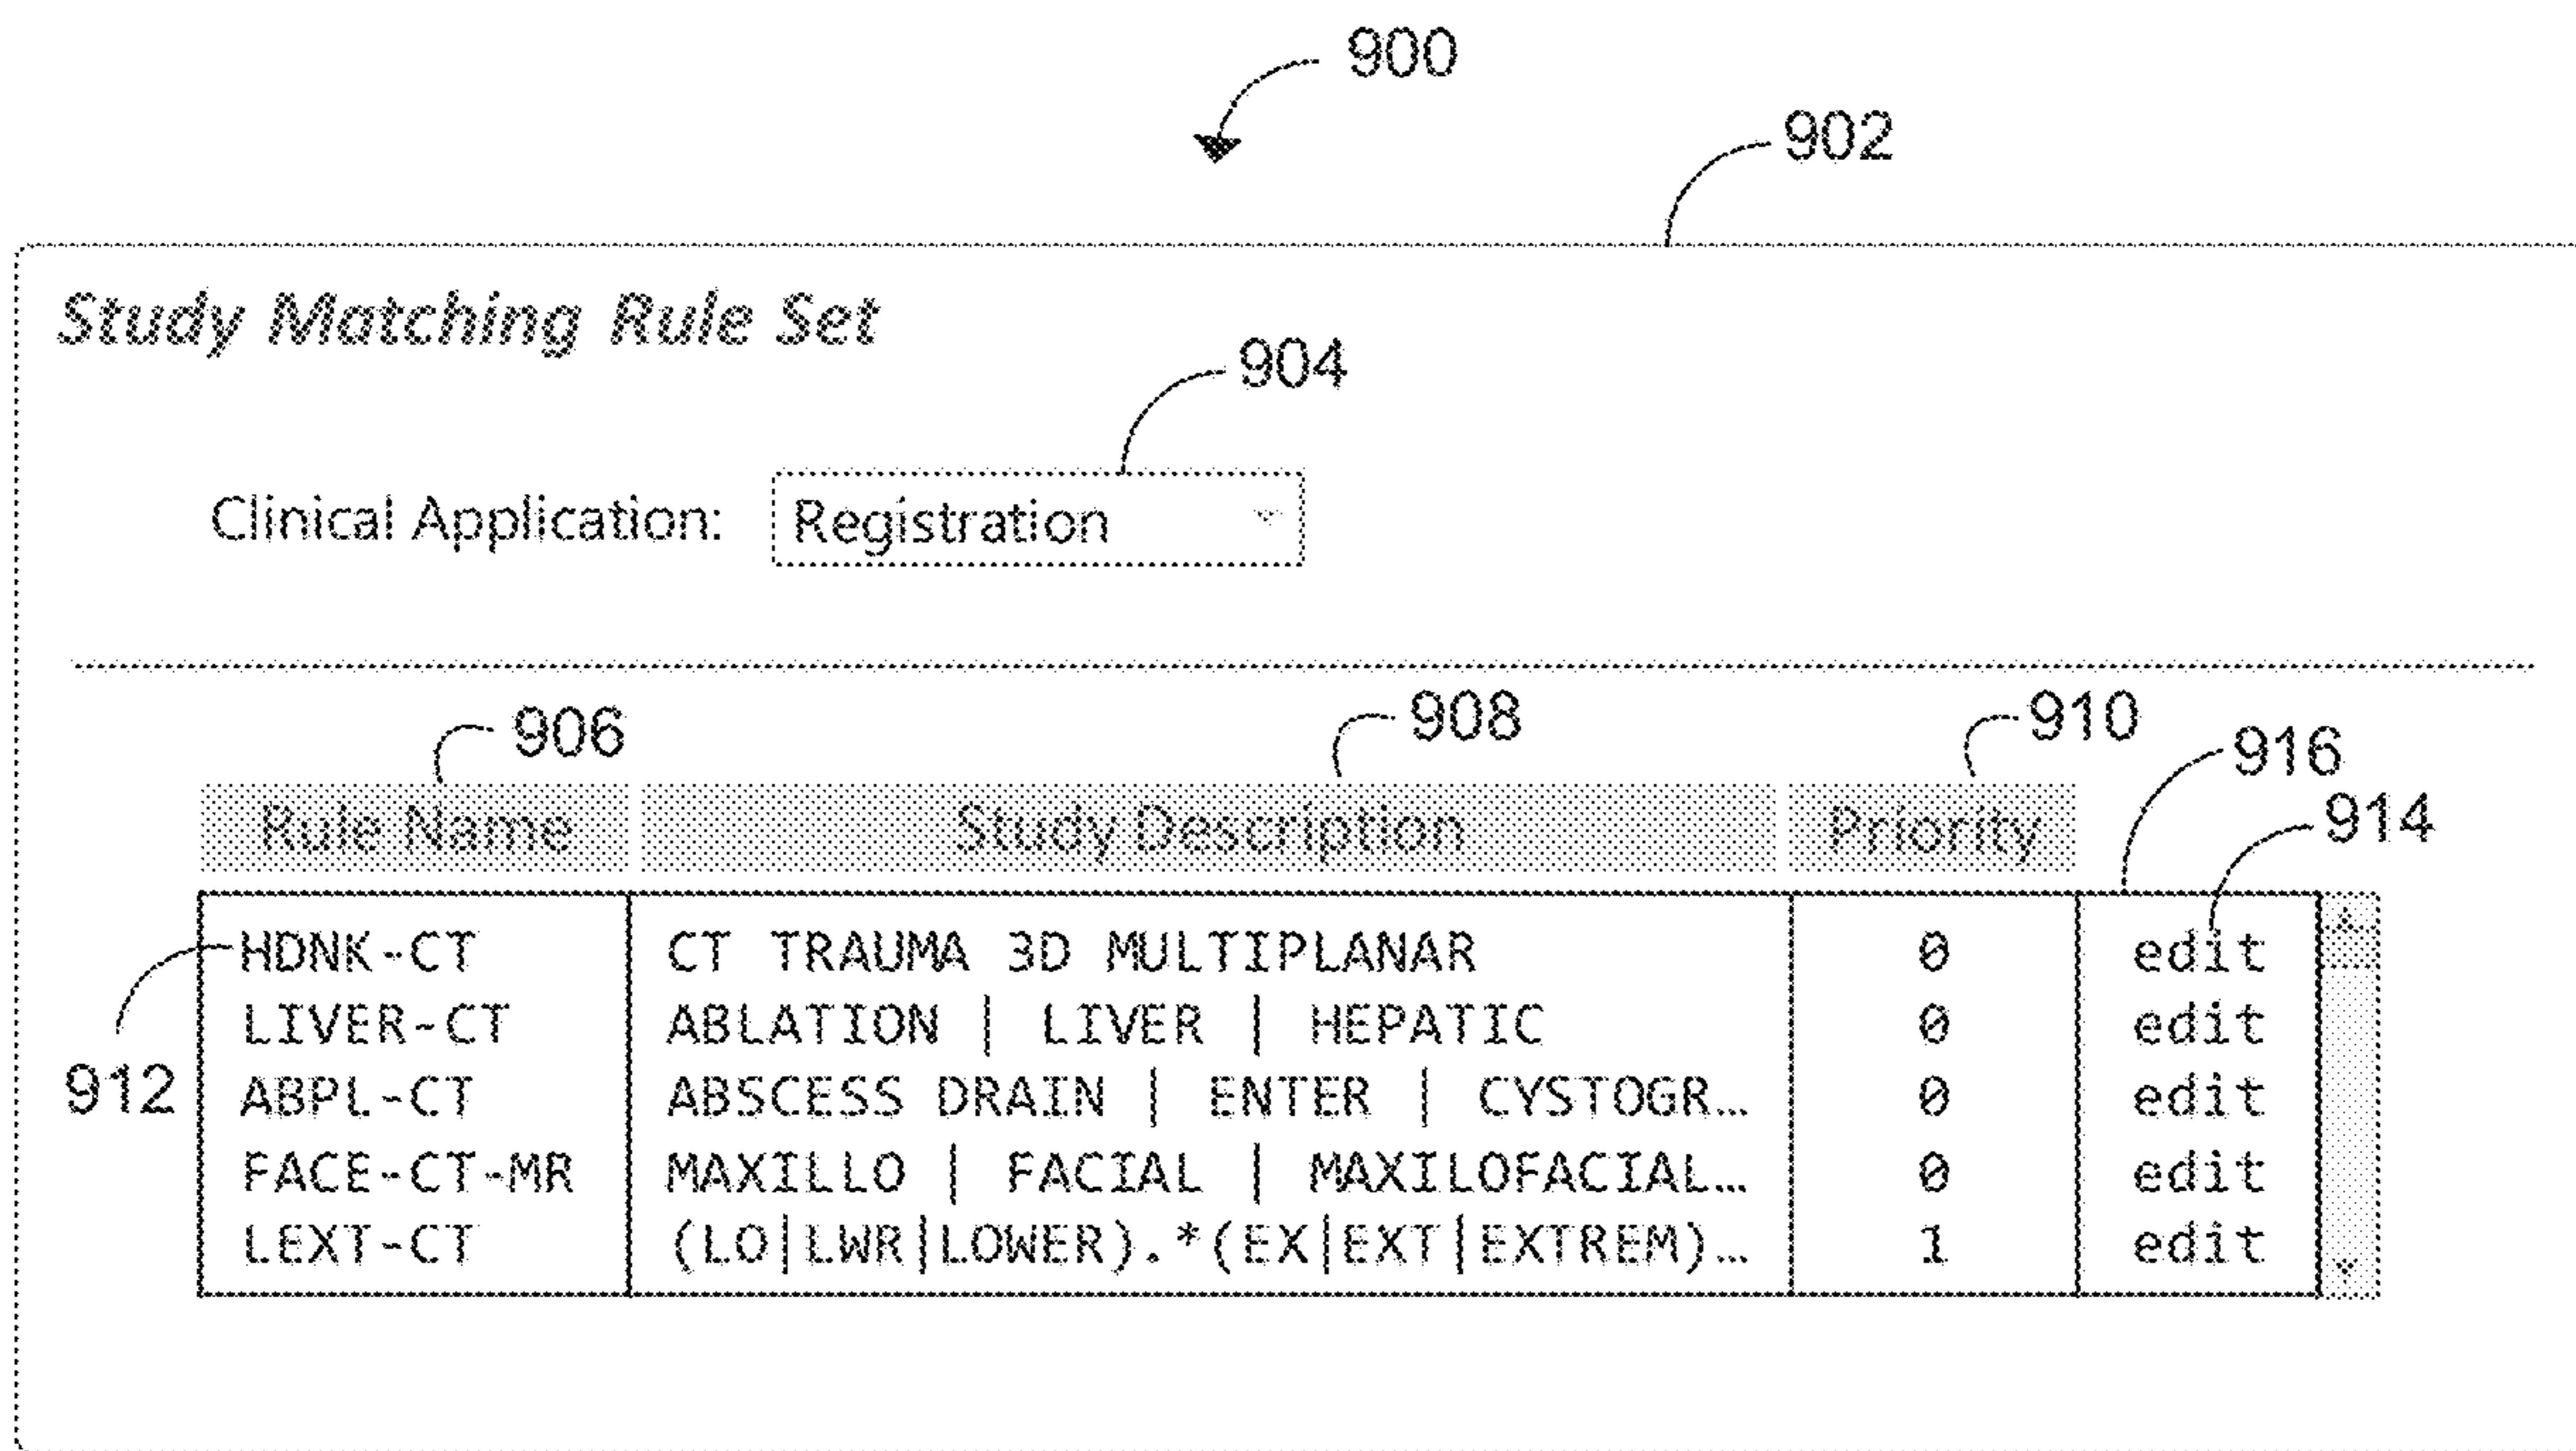 900
902
Study Matching Rule Set
904
Clinical Application: Registration
906 908 910
916
914
Rule Name Study Description Priority
HDNK-CT CT TRAUMA 3D MULTIPLANAR 0 edit
LIVER-CT ABLATION | LIVER | HEPATIC 0 edit
912 ABPL-CT ABSCESS DRAIN | ENTER | CYSTOGR… 0 edit
FACE-CT-MR MAXILLO | FACIAL | MAXILOFACIAL… 0 edit
LEXT-CT (LO|LWR|LOWER).*(EX|EXT|EXTREM)… 1 edit